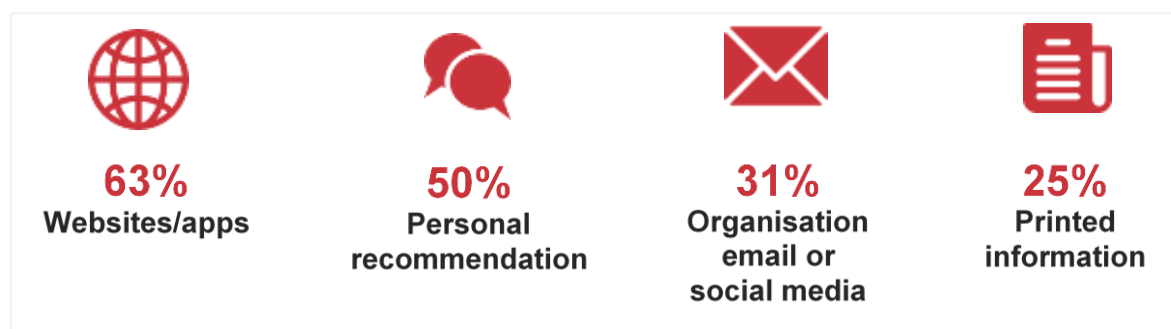 63%
Websites/apps
50%
Personal
recommendation
31%
Organisation
email or
social media
25%
Printed
information